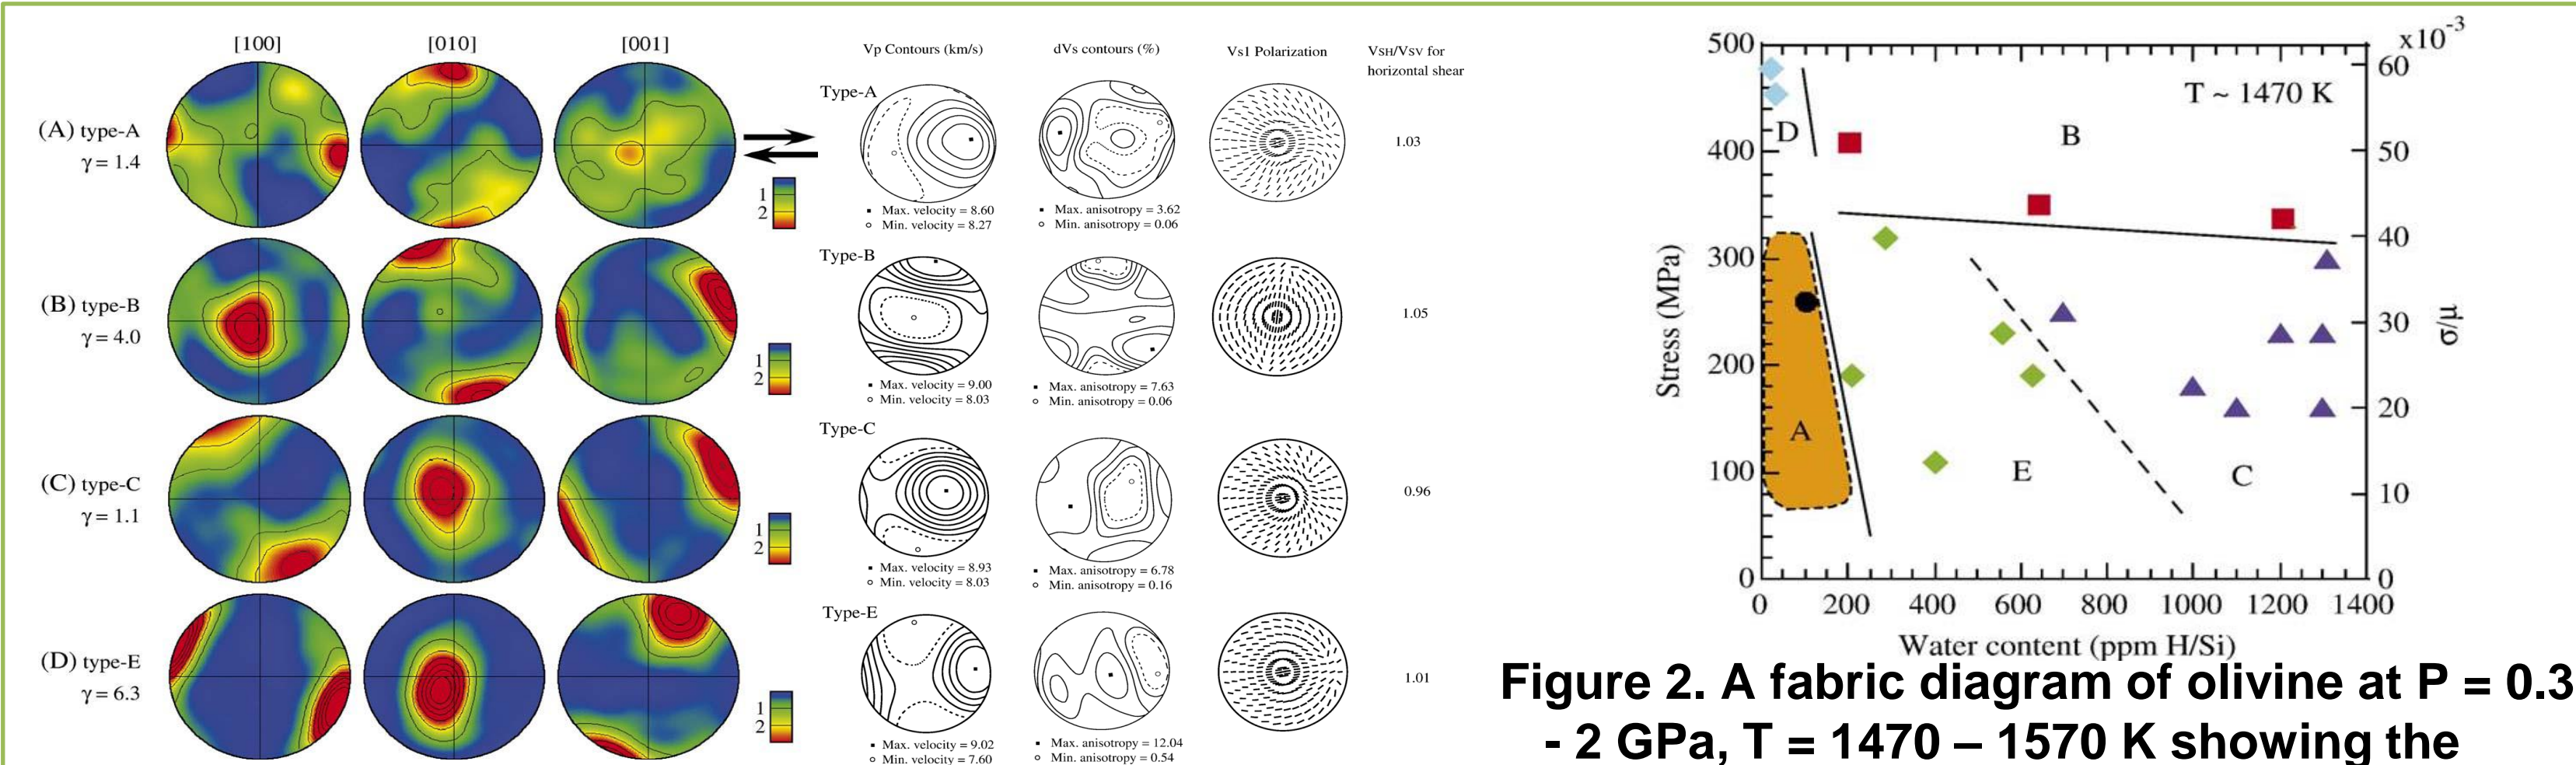 [100] [010] [001]
(A) type-A
γ = 1.4
1
2
(B) type-B
γ = 4.0
1
2
(C) type-C
γ = 1.1
1
2
(D) type-E
γ = 6.3
1
2
Vp Contours (km/s) dVs contours (%) Vs1 Polarization VSH/VSV for
horizontal shear
Type-A
1.03
Max. velocity = 8.60 Max. anisotropy = 3.62
Min. velocity = 8.27 Min. anisotropy = 0.06
Type-B
1.05
Max. velocity = 9.00 Max. anisotropy = 7.63
Min. velocity = 8.03 Min. anisotropy = 0.06
Type-C
0.96
Max. velocity = 8.93 Max. anisotropy = 6.78
Min. velocity = 8.03 Min. anisotropy = 0.16
Type-E
1.01
Max. velocity = 9.02 Max. anisotropy = 12.04
Min. velocity = 7.60 Min. anisotropy = 0.54
x10-3
500
400
300
200
100
0
Stress (MPa)
T ~ 1470 K
D
B
A
E
C
60
50
40
30
20
10
0
σ/μ
0 200 400 600 800 1000 1200 1400
Water content (ppm H/Si)
Figure 2. A fabric diagram of olivine at P = 0.3
- 2 GPa, T = 1470 – 1570 K showing the